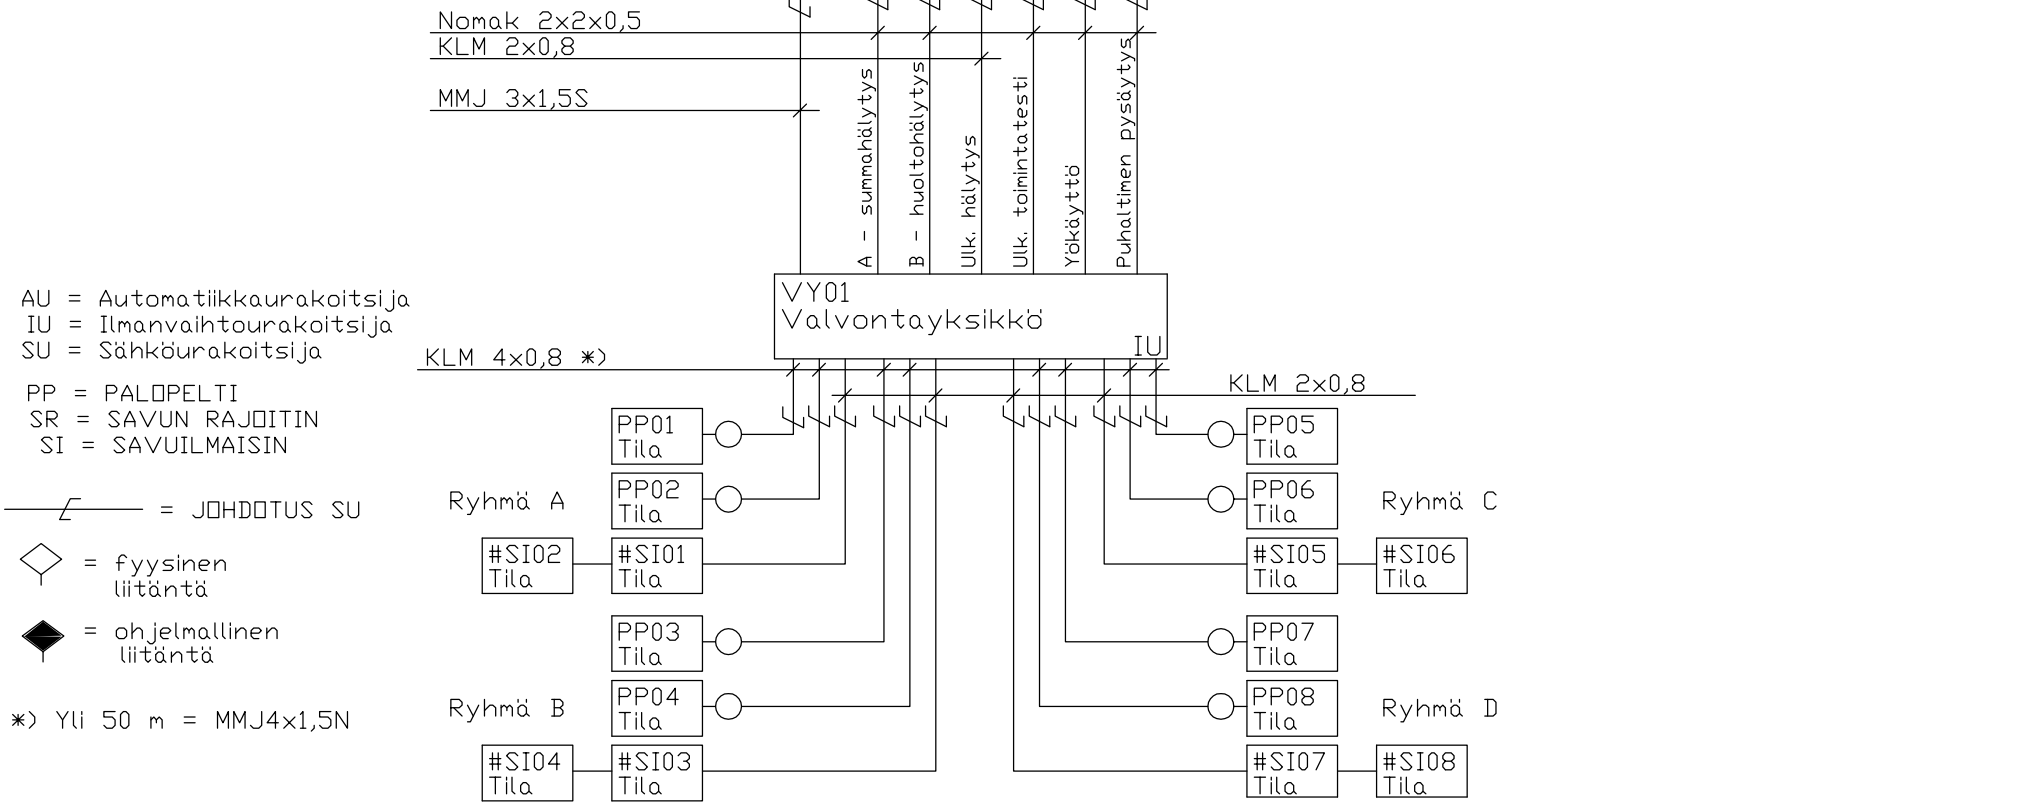 Nomak 2x2x0,5
KLM 2x0,8
MMJ 3x1,5S
A - summahälytys
B - huoltohälytys
Ulk. hälytys
Ulk. toimintatesti
Yökäyttö
Puhaltimen pysäytys
VY01
Valvontayksikkö
IU
AU = Automatiikkaurakoitsija
IU = Ilmanvaihtourakoitsija
SU = Sähköurakoitsija
PP = PALOPELTI
SR = SAVUN RAJOITIN
SI = SAVUILMAISIN
= JOHDOTUS SU
= fyysinen
liitäntä
= ohjelmallinen
liitäntä
*) Yli 50 m = MMJ4x1,5N
KLM 4x0,8 *)
KLM 2x0,8
PP01
Tila
Ryhmä A
PP02
Tila
#SI02
Tila
#SI01
Tila
PP03
Tila
Ryhmä B
PP04
Tila
#SI04
Tila
#SI03
Tila
PP05
Tila
PP06
Tila
Ryhmä C
#SI05
Tila
#SI06
Tila
PP07
Tila
PP08
Tila
Ryhmä D
#SI07
Tila
#SI08
Tila